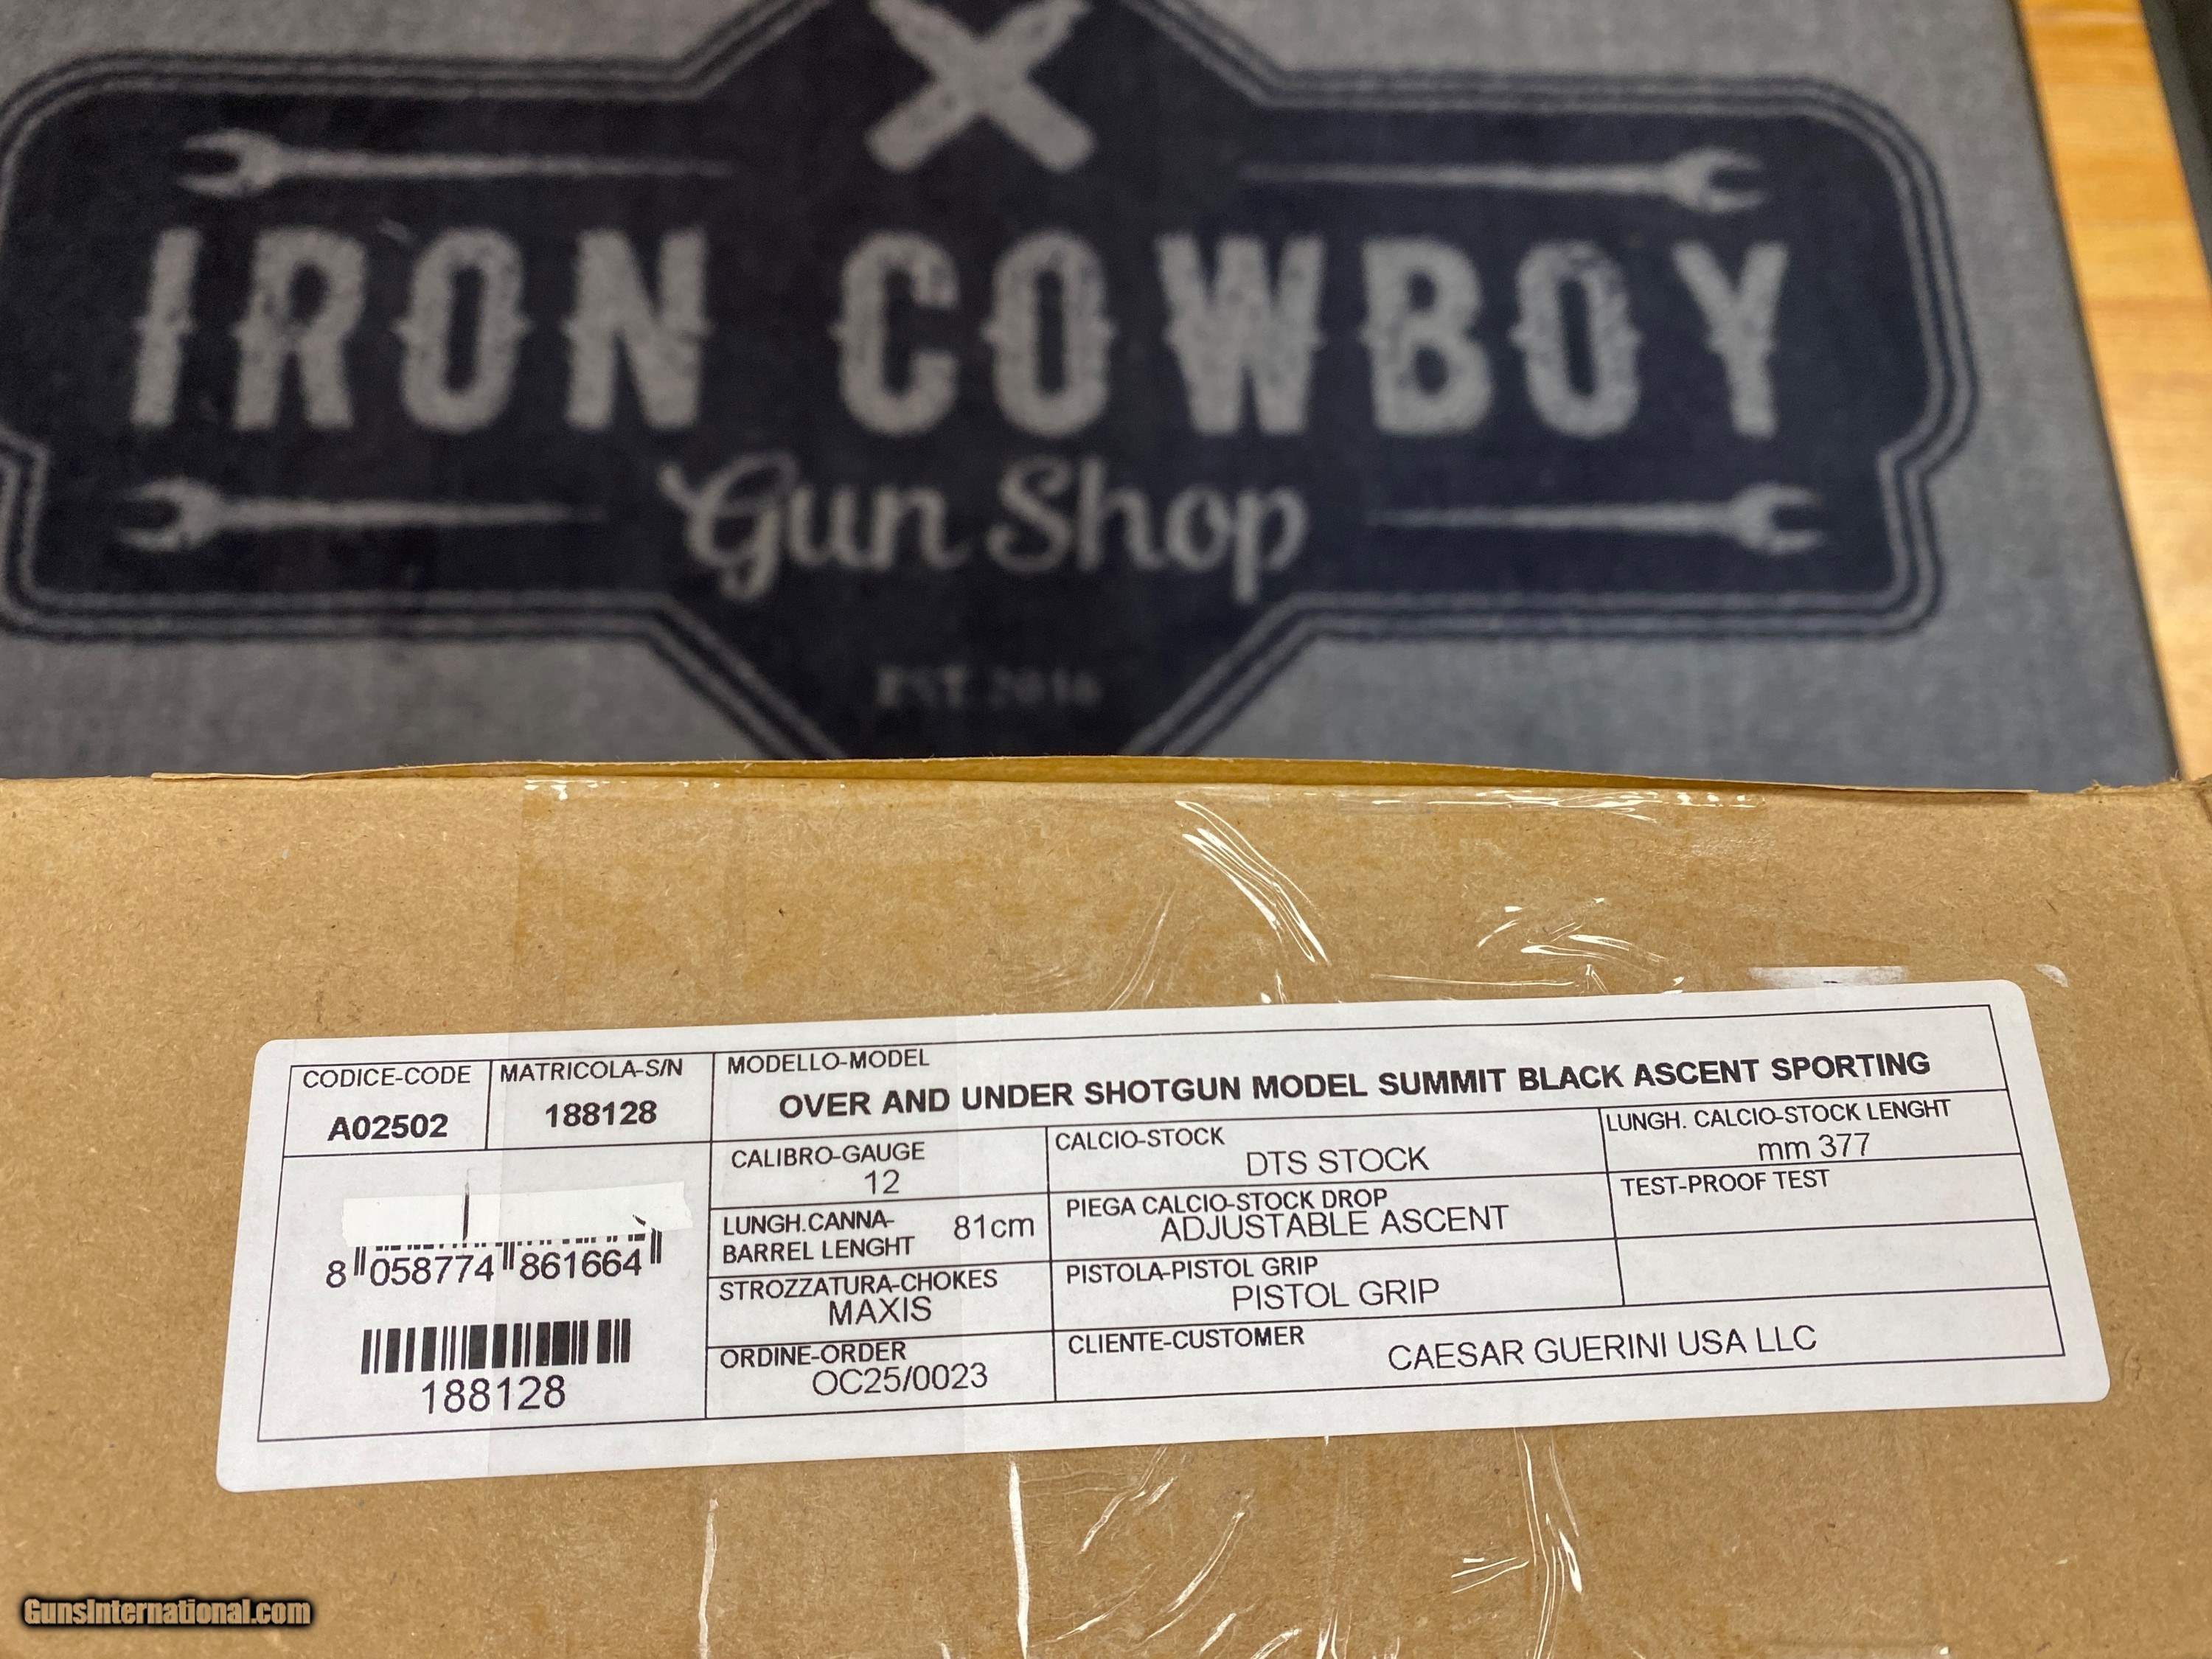 IRON COWBOY
Gun Shop
EST. 2016
CODICE-CODE
A02502
MATRICOLA-S/N
188128
MODELLO-MODEL
OVER AND UNDER SHOTGUN MODEL SUMMIT BLACK ASCENT SPORTING
CALIBRO-GAUGE
12
CALCIO-STOCK
DTS STOCK
LUNGH. CALCIO-STOCK LENGHT
mm 377
LUNGH.CANNA-
BARREL LENGHT
81cm
PIEGA CALCIO-STOCK DROP
ADJUSTABLE ASCENT
TEST-PROOF TEST
STROZZATURA-CHOKES
MAXIS
PISTOLA-PISTOL GRIP
PISTOL GRIP
ORDINE-ORDER
OC25/0023
CLIENTE-CUSTOMER
CAESAR GUERINI USA LLC
8 058774 861664
188128
GunsInternational.com